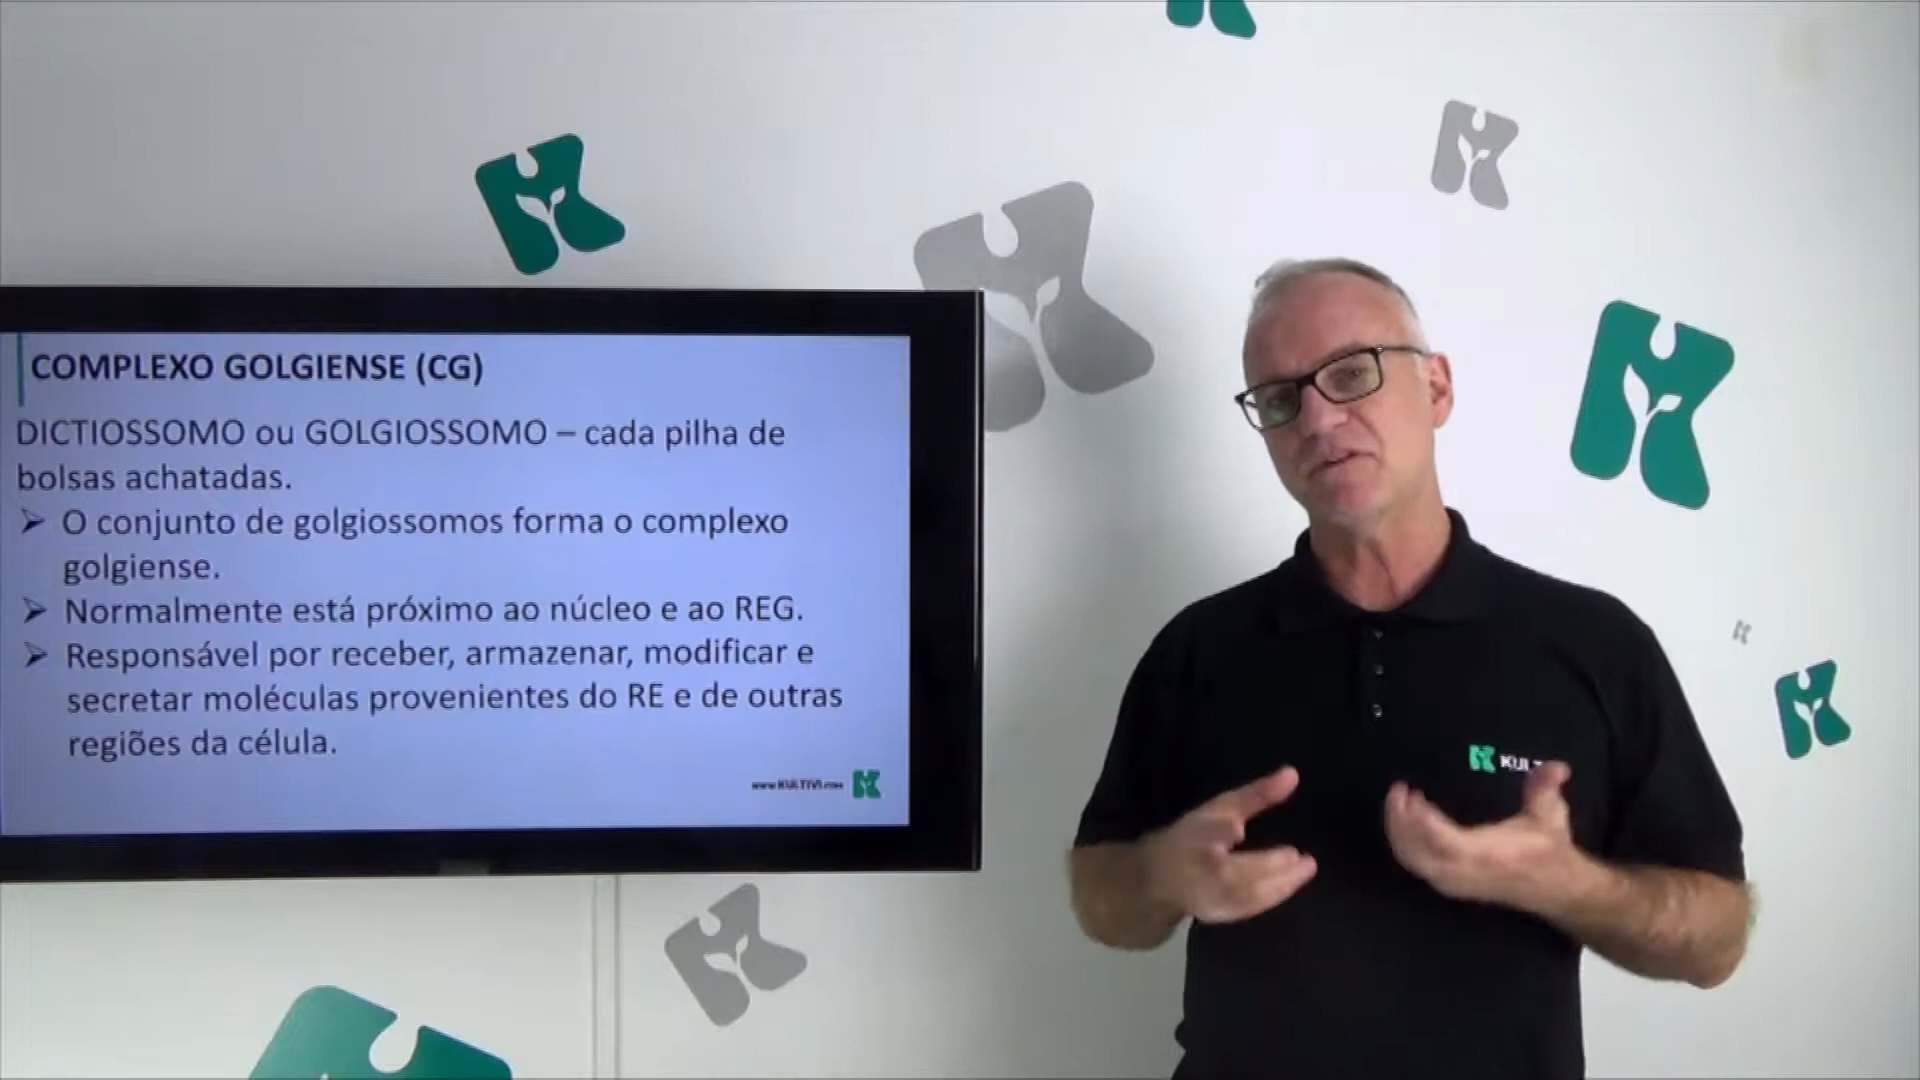 COMPLEXO GOLGIENSE (CG)
DICTIOSSOMO ou GOLGIOSSOMO – cada pilha de
bolsas achatadas.
➢ O conjunto de golgiossomos forma o complexo
golgiense.
➢ Normalmente está próximo ao núcleo e ao REG.
➢ Responsável por receber, armazenar, modificar e
secretar moléculas provenientes do RE e de outras
regiões da célula.
www.KULTIVI.com